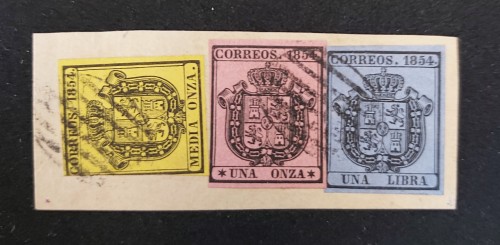 CORREOS. 1854.
MEDIA ONZA.
CORREOS. 1854.
* UNA ONZA *
CORREOS. 1854.
UNA LIBRA